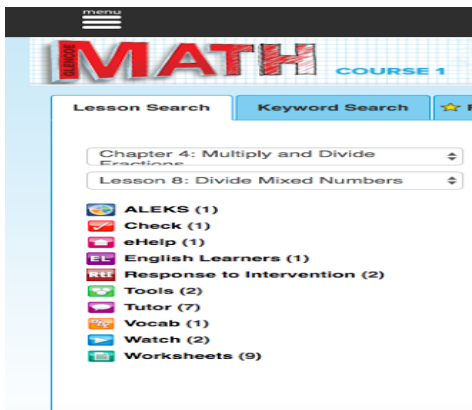 menu
GLENCOE
MATH
COURSE 1
Lesson Search
Keyword Search
Chapter 4: Multiply and Divide
Fractions
Lesson 8: Divide Mixed Numbers
ALEKS (1)
Check (1)
eHelp (1)
EL English Learners (1)
RtI Response to Intervention (2)
Tools (2)
Tutor (7)
Vocab (1)
Watch (2)
Worksheets (9)